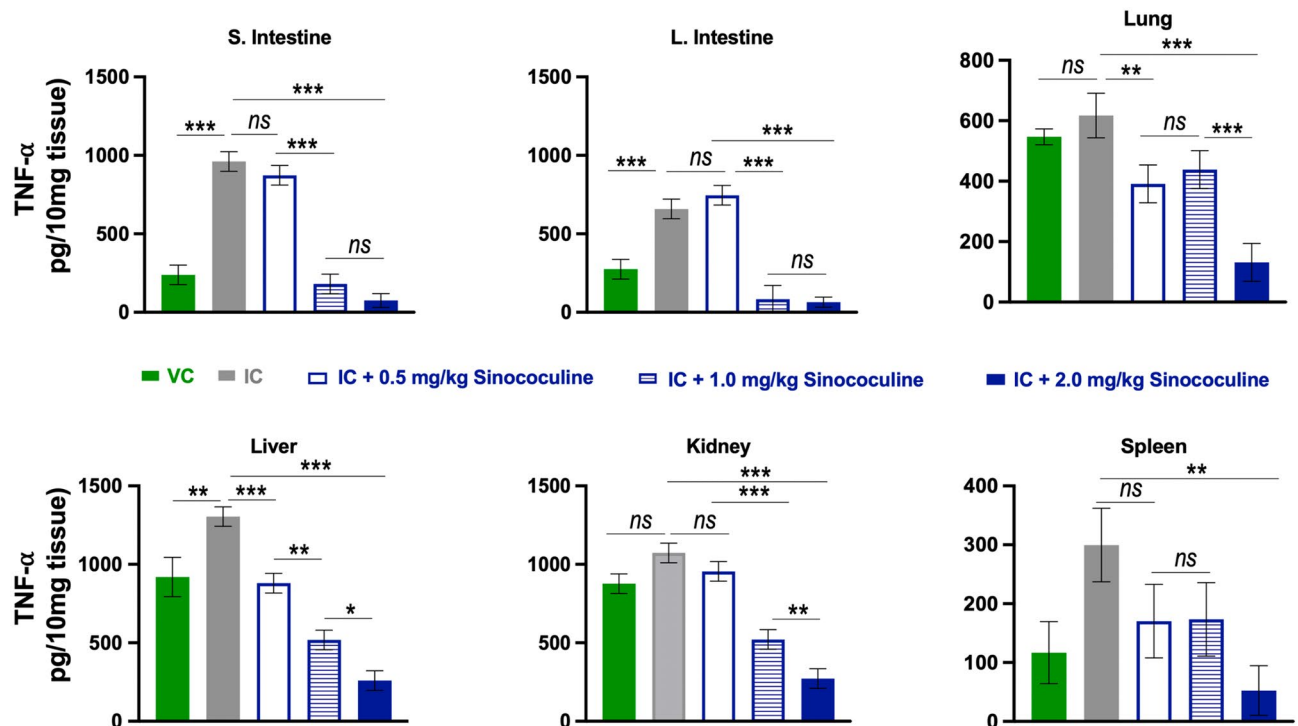 S. Intestine
TNF-α
pg/10mg tissue)
1500
1000
500
0
***
***
ns
***
ns
L. Intestine
1500
1000
500
0
***
***
ns
***
ns
Lung
800
600
400
200
0
***
ns
**
ns
***
VC IC IC + 0.5 mg/kg Sinococuline IC + 1.0 mg/kg Sinococuline IC + 2.0 mg/kg Sinococuline
Liver
TNF-α
pg/10mg tissue)
1500
1000
500
0
***
**
***
**
*
Kidney
1500
1000
500
0
***
***
ns
ns
**
Spleen
400
300
200
100
0
**
ns
ns